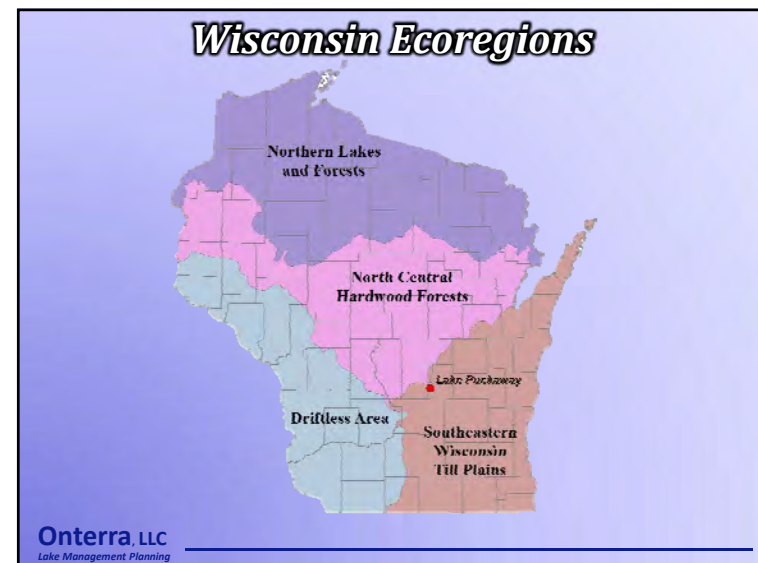 Wisconsin Ecoregions
Northern Lakes
and Forests
North Central
Hardwood Forests
Lake Puckaway
Driftless Area
Southeastern
Wisconsin
Till Plains
Onterra, LLC
Lake Management Planning